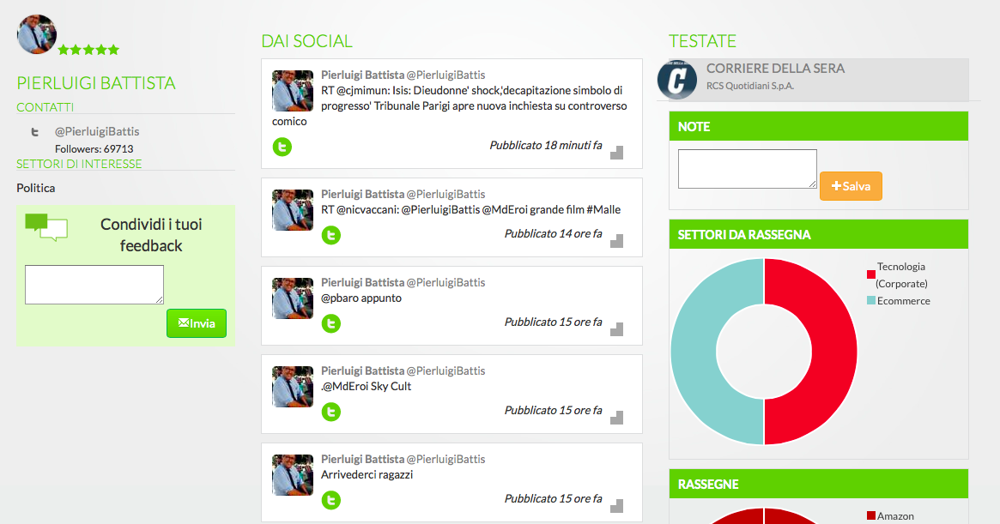 PIERLUIGI BATTISTA
CONTATTI
@PierluigiBattis
Followers: 69713
SETTORI DI INTERESSE
Politica
Condividi i tuoi
feedback
Invia
DAI SOCIAL
Pierluigi Battista @PierluigiBattis
RT @cjmimun: Isis: Dieudonne' shock,'decapitazione simbolo di
progresso' Tribunale Parigi apre nuova inchiesta su controverso
comico
Pubblicato 18 minuti fa
Pierluigi Battista @PierluigiBattis
RT @nicvaccani: @PierluigiBattis @MdEroi grande film #Malle
Pubblicato 14 ore fa
Pierluigi Battista @PierluigiBattis
@pbaro appunto
Pubblicato 15 ore fa
Pierluigi Battista @PierluigiBattis
.@MdEroi Sky Cult
Pubblicato 15 ore fa
Pierluigi Battista @PierluigiBattis
Arrivederci ragazzi
Pubblicato 15 ore fa
TESTATE
CORRIERE DELLA SERA
RCS Quotidiani S.p.A.
NOTE
Salva
SETTORI DA RASSEGNA
Tecnologia
(Corporate)
Ecommerce
RASSEGNE
Amazon